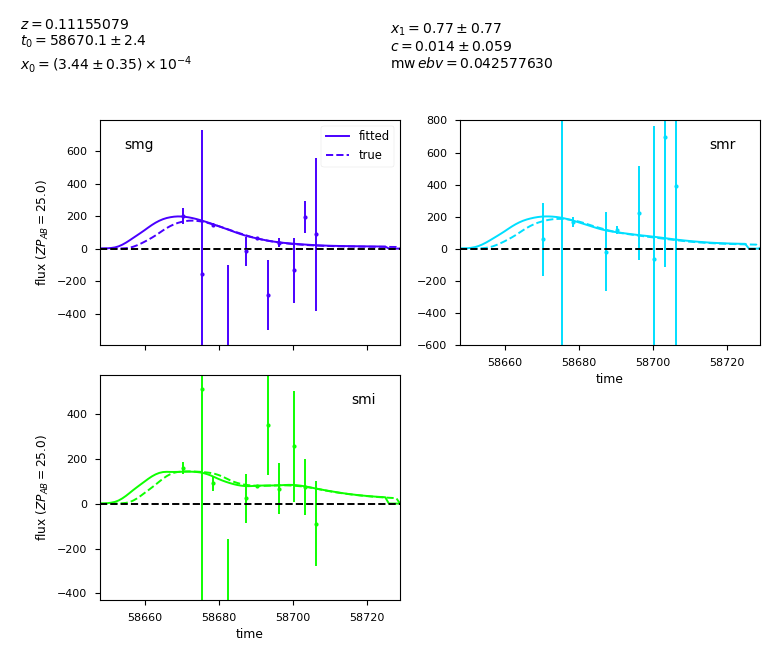 z = 0.11155079
t₀ = 58670.1 ± 2.4
x₀ = (3.44 ± 0.35) × 10⁻⁴
x₁ = 0.77 ± 0.77
c = 0.014 ± 0.059
mw ebv = 0.042577630
smg
fitted
true
600
400
200
0
−200
−400
flux (ZP_AB = 25.0)
smr
800
600
400
200
0
−200
−400
−600
58660 58680 58700 58720
time
smi
400
200
0
−200
−400
flux (ZP_AB = 25.0)
58660 58680 58700 58720
time